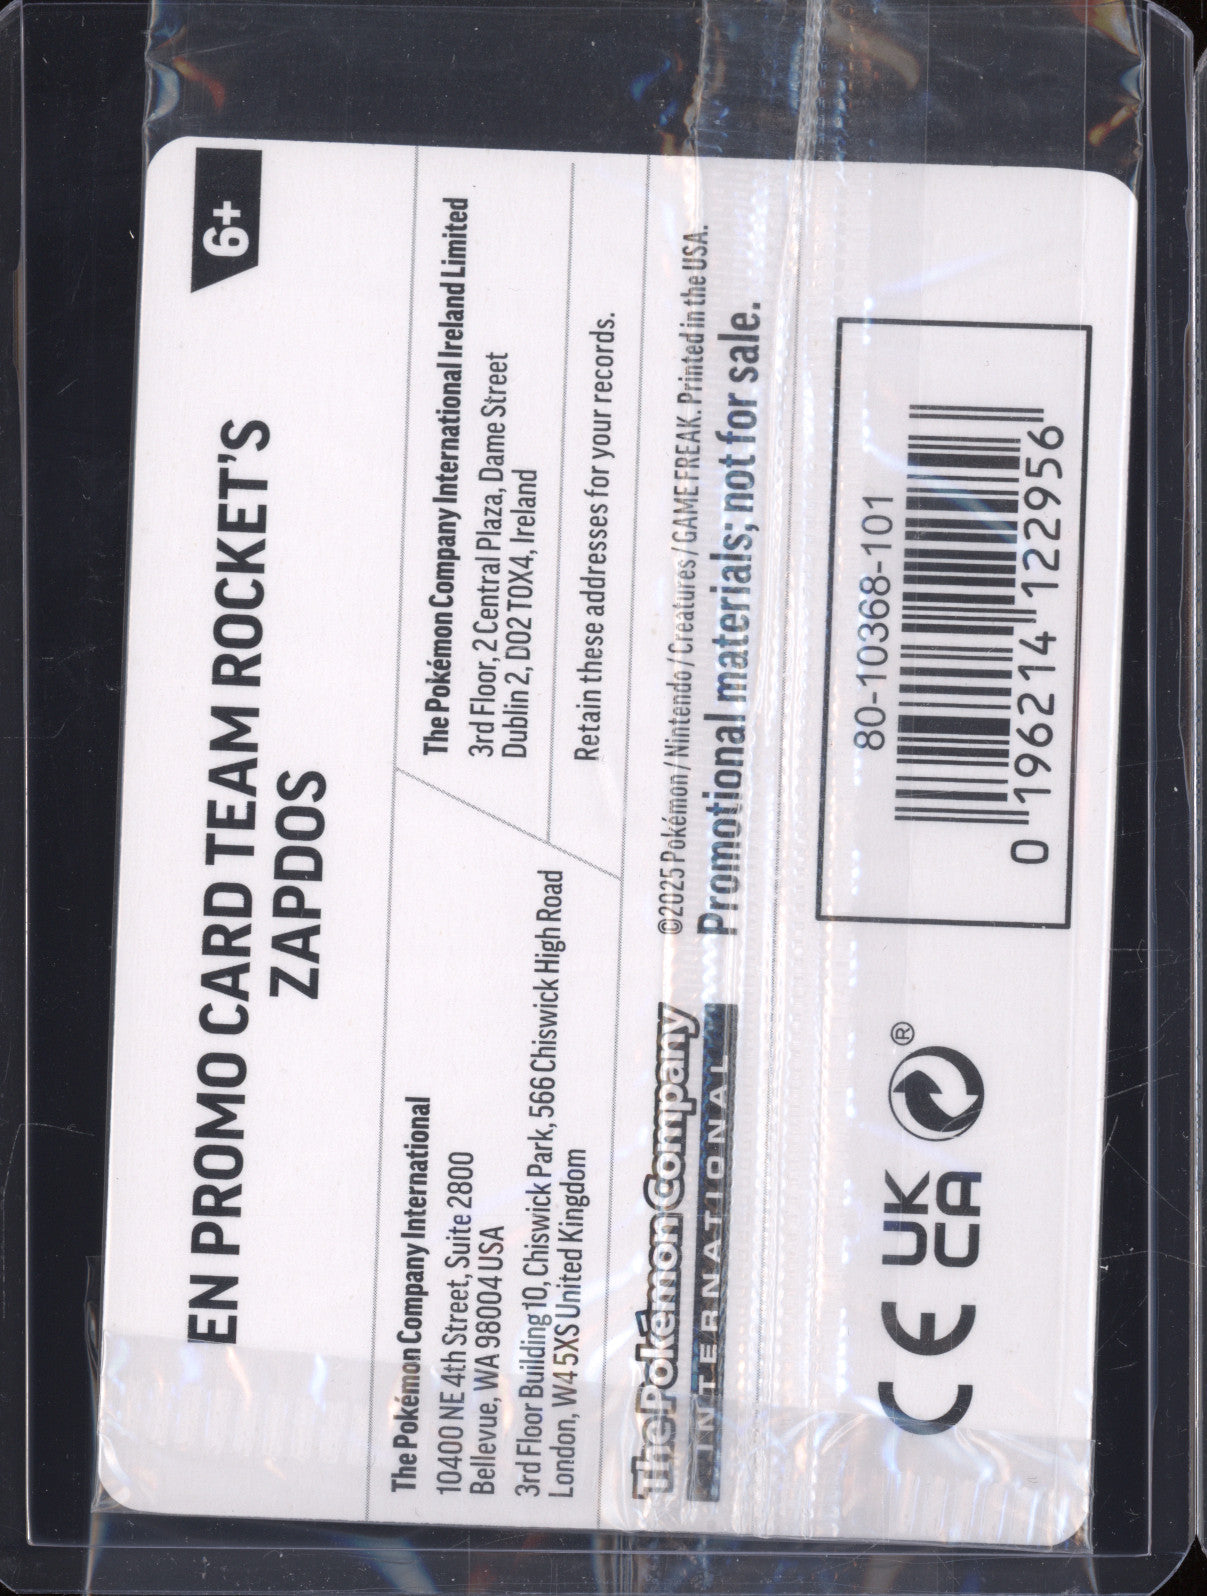 EN PROMO CARD TEAM ROCKET'S
ZAPDOS
6+
The Pokémon Company International
10400 NE 4th Street, Suite 2800
Bellevue, WA 98004 USA
3rd Floor Building 10, Chiswick Park, 566 Chiswick High Road
London, W4 5XS United Kingdom
The Pokémon Company International Ireland Limited
3rd Floor, 2 Central Plaza, Dame Street
Dublin 2, D02 T0X4, Ireland
Retain these addresses for your records.
The Pokémon Company
INTERNATIONAL
©2025 Pokémon / Nintendo / Creatures / GAME FREAK. Printed in the USA.
Promotional materials; not for sale.
CE
UK
CA
®
80-10368-101
0 196214 122956